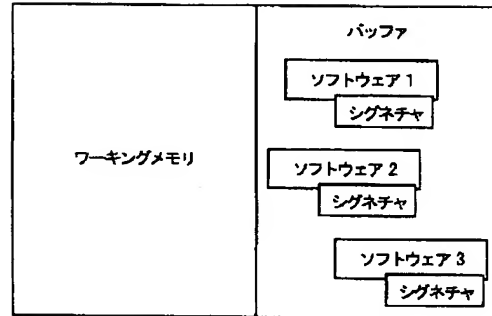 ワーキングメモリ
バッファ
ソフトウェア 1
シグネチャ
ソフトウェア 2
シグネチャ
ソフトウェア 3
シグネチャ